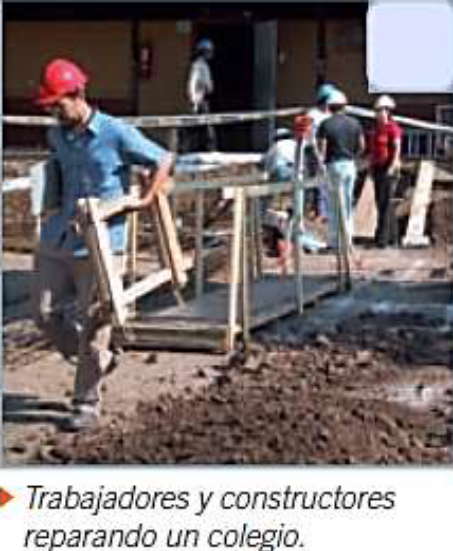 Trabajadores y constructores
reparando un colegio.